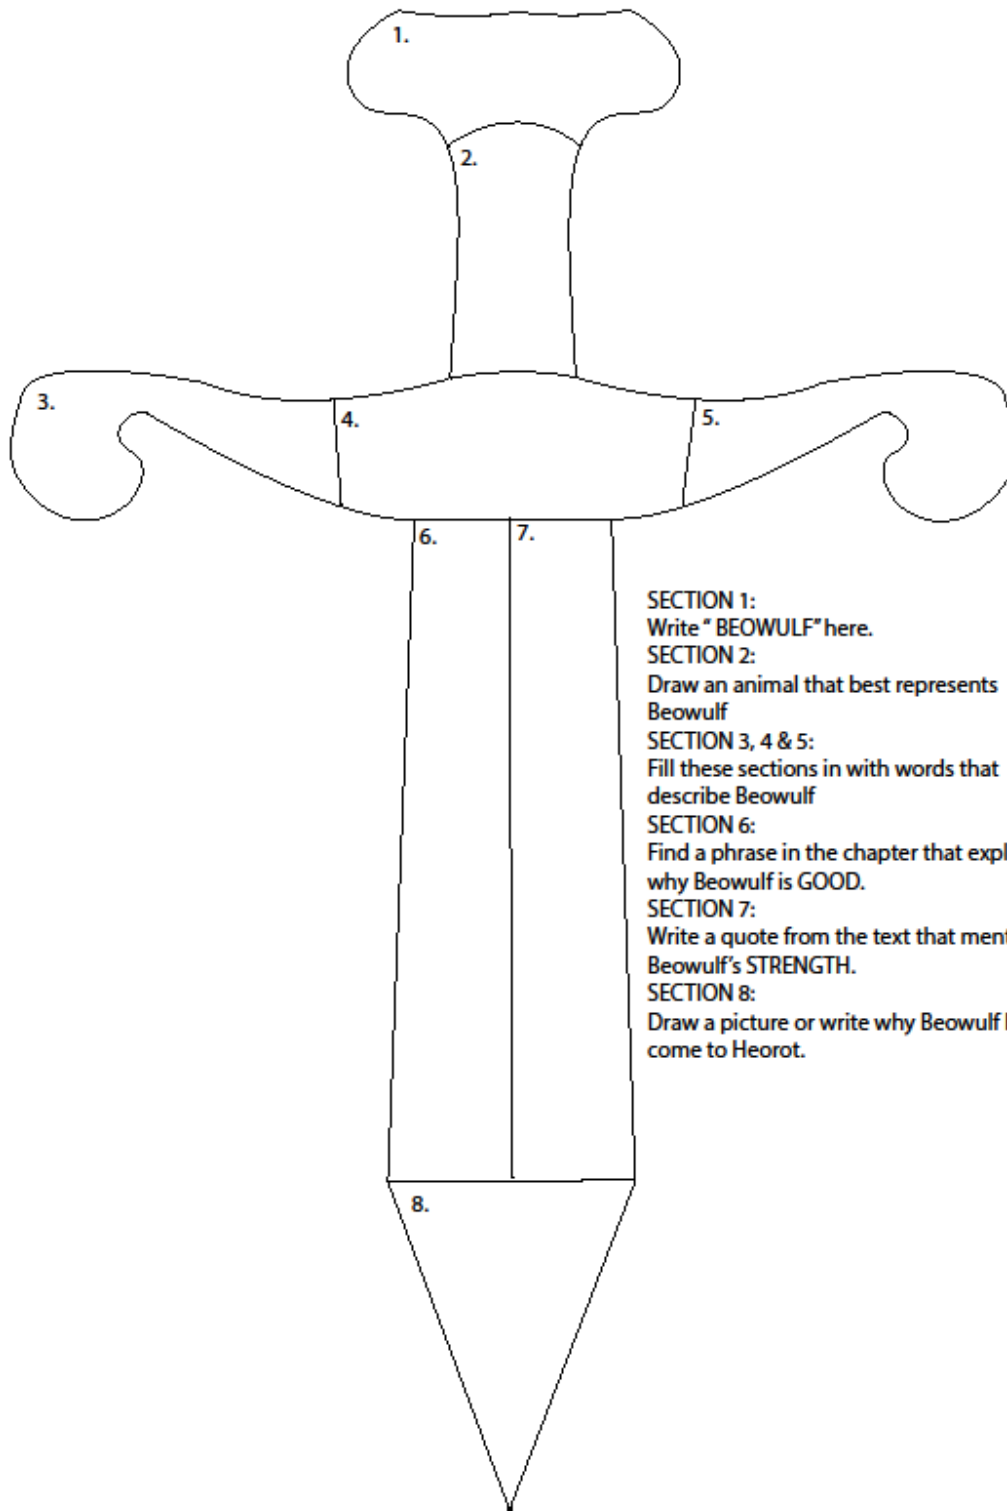 1.
2.
3.
4.
5.
6.
7.
SECTION 1:
Write " BEOWULF" here.
SECTION 2:
Draw an animal that best represents
Beowulf
SECTION 3, 4 & 5:
Fill these sections in with words that
describe Beowulf
SECTION 6:
Find a phrase in the chapter that expl
why Beowulf is GOOD.
SECTION 7:
Write a quote from the text that ment
Beowulf's STRENGTH.
SECTION 8:
Draw a picture or write why Beowulf
come to Heorot.
8.